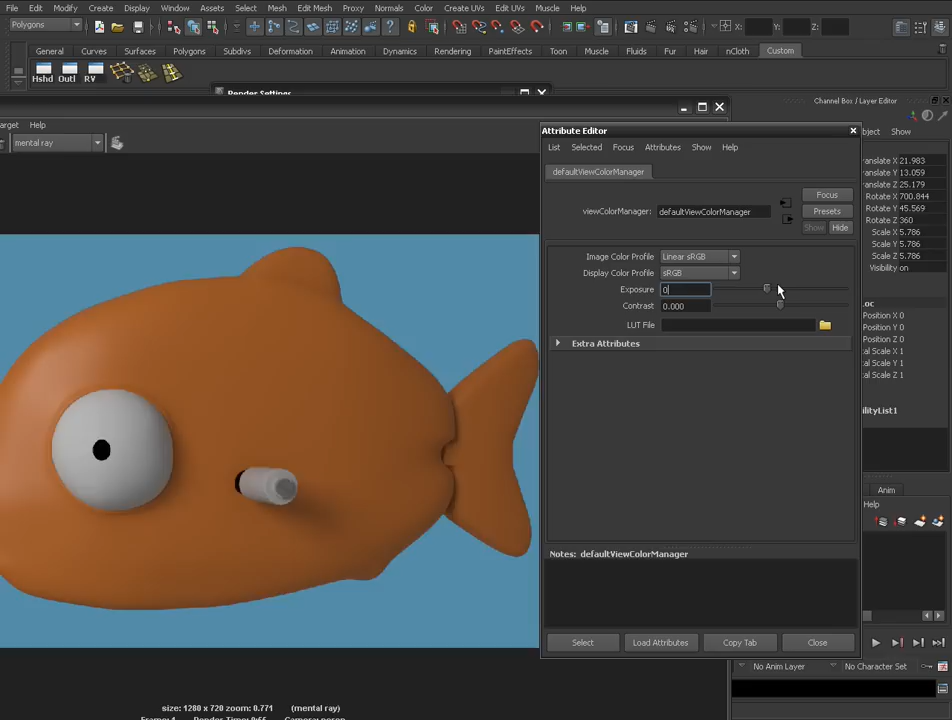 File Edit Modify Create Display Window Assets Select Mesh Edit Mesh Proxy Normals Color Create UVs Edit UVs Muscle Help
Polygons X: Y: Z:
General Curves Surfaces Polygons Subdivs Deformation Animation Dynamics Rendering PaintEffects Toon Muscle Fluids Fur Hair nCloth Custom
Hshd Outl RV
Render Settings
Channel Box / Layer Editor
arget Help
mental ray
Attribute Editor
List Selected Focus Attributes Show Help
defaultViewColorManager
viewColorManager: defaultViewColorManager
Focus
Presets
Show Hide
Image Color Profile Linear sRGB
Display Color Profile sRGB
Exposure 0
Contrast 0.000
LUT File
Extra Attributes
Notes: defaultViewColorManager
Select Load Attributes Copy Tab Close
bject Show
ranslate X 21.983
ranslate Y 13.059
ranslate Z 25.179
Rotate X 700.844
Rotate Y 45.569
Rotate Z 360
Scale X 5.786
Scale Y 5.786
Scale Z 5.786
Visibility on
Loc
Position X 0
Position Y 0
Position Z 0
al Scale X 1
al Scale Y 1
al Scale Z 1
bilityList1
Anim
Help
No Anim Layer No Character Set
size: 1280 x 720 zoom: 0.771 (mental ray)